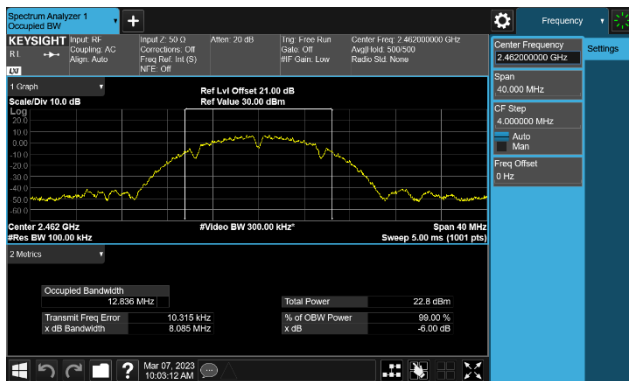 Spectrum Analyzer 1
Occupied BW
Frequency
KEYSIGHT
RL
Input: RF
Coupling: AC
Align: Auto
Input Z: 50 Ω
Corrections: Off
Freq Ref: Int (S)
NFE: Off
Atten: 20 dB
Trig: Free Run
Gate: Off
#IF Gain: Low
Center Freq: 2.462000000 GHz
Avg|Hold: 500/500
Radio Std: None
LXI
Center Frequency
2.462000000 GHz
Settings
Span
40.000 MHz
CF Step
4.000000 MHz
Auto
Man
Freq Offset
0 Hz
1 Graph
Scale/Div 10.0 dB
Ref Lvl Offset 21.00 dB
Ref Value 30.00 dBm
Log
20.0
10.0
0.00
-10.0
-20.0
-30.0
-40.0
-50.0
-60.0
Center 2.462 GHz
#Res BW 100.00 kHz
#Video BW 300.00 kHz*
Span 40 MHz
Sweep 5.00 ms (1001 pts)
2 Metrics
Occupied Bandwidth
12.836 MHz
Total Power 22.8 dBm
Transmit Freq Error 10.315 kHz
% of OBW Power 99.00 %
x dB Bandwidth 8.085 MHz
x dB -6.00 dB
Mar 07, 2023
10:03:12 AM